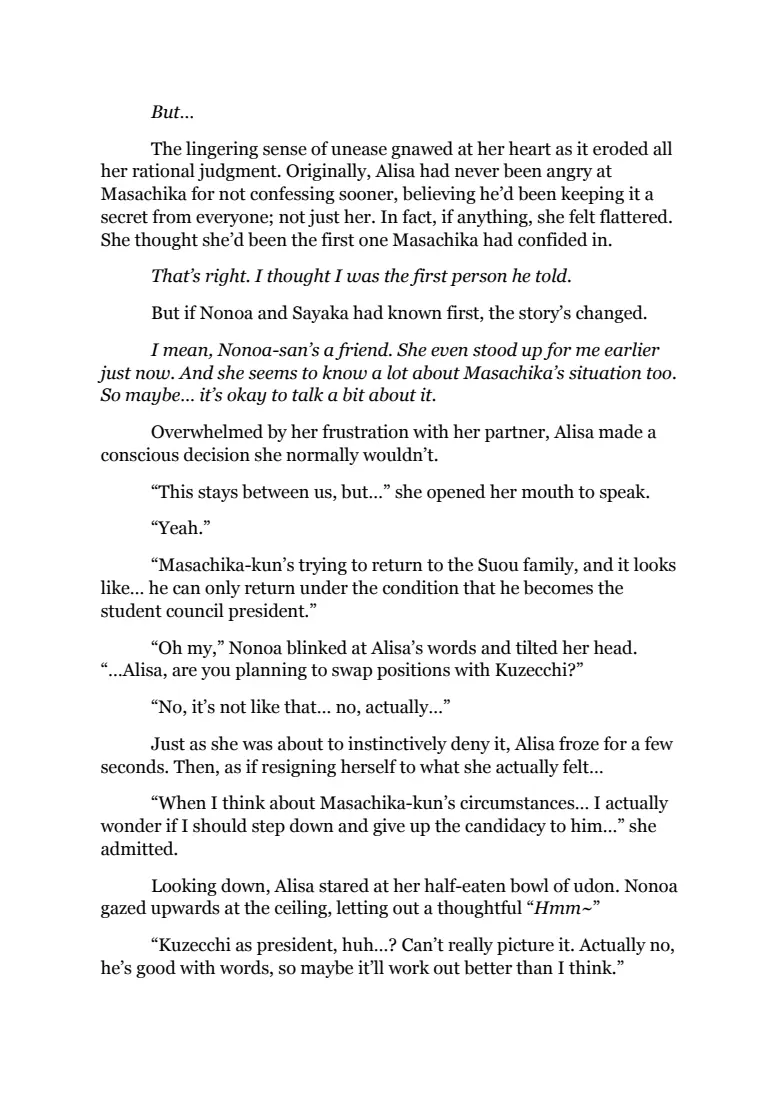 But...
The lingering sense of unease gnawed at her heart as it eroded all
her rational judgment. Originally, Alisa had never been angry at
Masachika for not confessing sooner, believing he’d been keeping it a
secret from everyone; not just her. In fact, if anything, she felt flattered.
She thought she’d been the first one Masachika had confided in.
That’s right. I thought I was the first person he told.
But if Nonoa and Sayaka had known first, the story’s changed.
I mean, Nonoa-san’s a friend. She even stood up for me earlier
just now. And she seems to know a lot about Masachika’s situation too.
So maybe... it’s okay to talk a bit about it.
Overwhelmed by her frustration with her partner, Alisa made a
conscious decision she normally wouldn’t.
“This stays between us, but...” she opened her mouth to speak.
“Yeah.”
“Masachika-kun’s trying to return to the Suou family, and it looks
like... he can only return under the condition that he becomes the
student council president.”
“Oh my,” Nonoa blinked at Alisa’s words and tilted her head.
“...Alisa, are you planning to swap positions with Kuzecchi?”
“No, it’s not like that... no, actually...”
Just as she was about to instinctively deny it, Alisa froze for a few
seconds. Then, as if resigning herself to what she actually felt...
“When I think about Masachika-kun’s circumstances... I actually
wonder if I should step down and give up the candidacy to him...” she
admitted.
Looking down, Alisa stared at her half-eaten bowl of udon. Nonoa
gazed upwards at the ceiling, letting out a thoughtful “Hmm~”
“Kuzecchi as president, huh...? Can’t really picture it. Actually no,
he’s good with words, so maybe it’ll work out better than I think.”